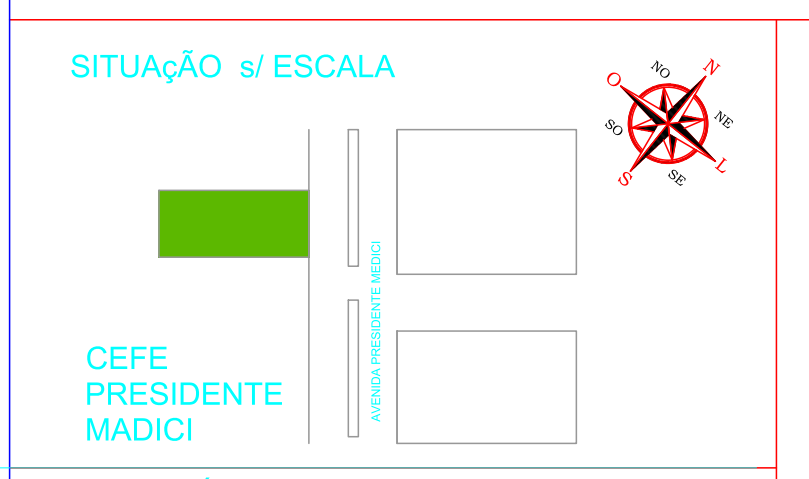 SITUAçÃO s/ ESCALA
NO
N
O
NE
SO
L
S
SE
AVENIDA PRESIDENTE MEDICI
CEFE
PRESIDENTE
MADICI